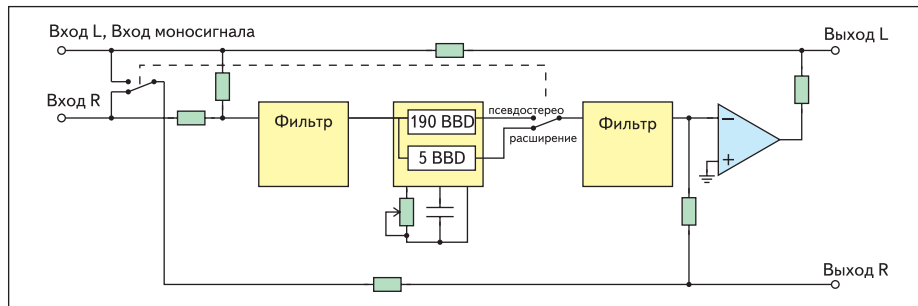 Вход L, Вход моносигнала
Выход L
Вход R
Фильтр
190 BBD
псевдостерео
5 BBD
расширение
Фильтр
−
+
Выход R